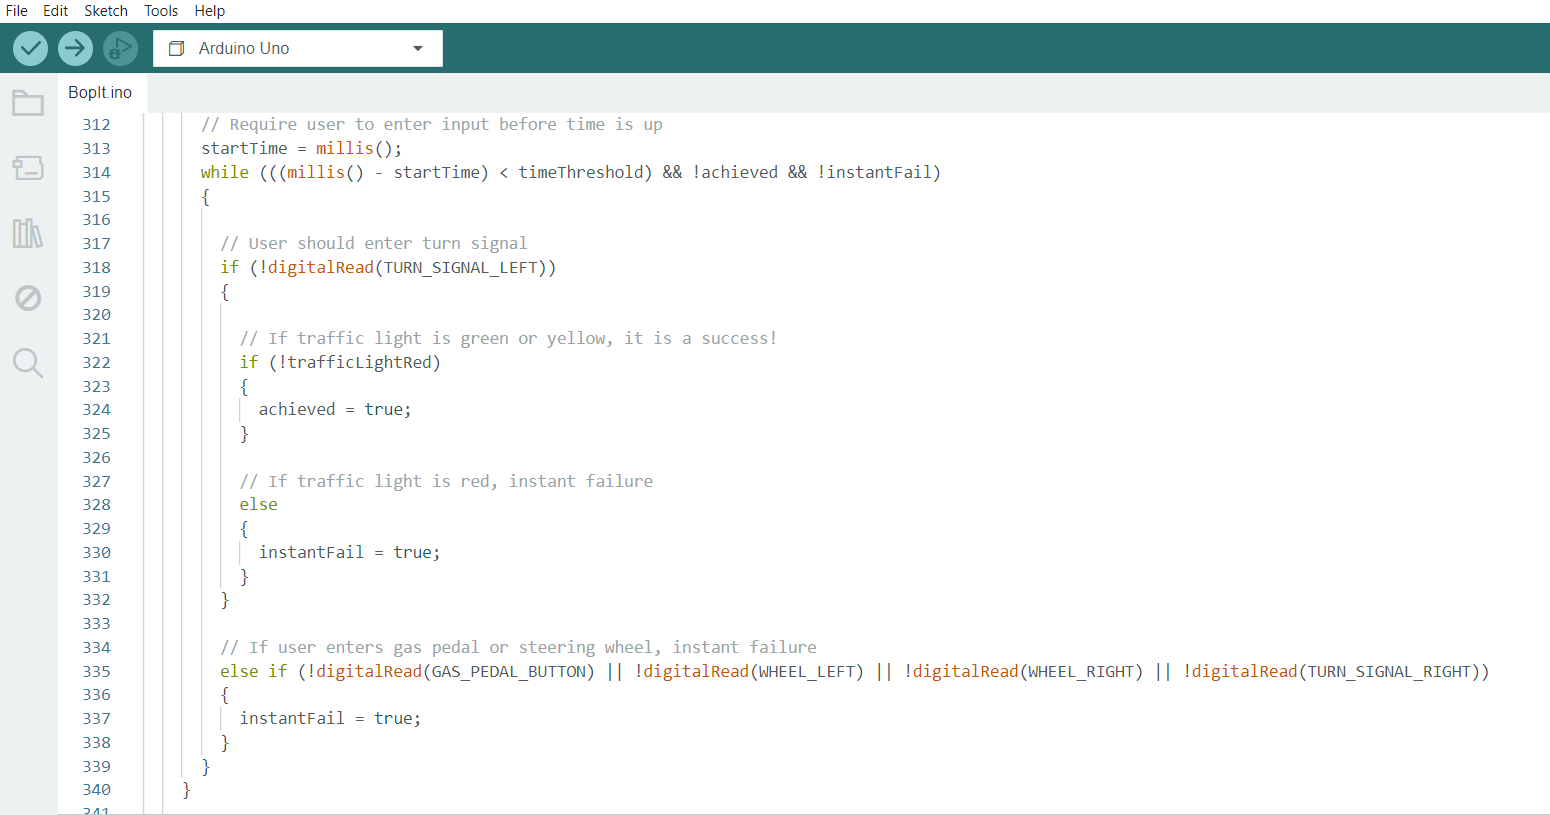 File Edit Sketch Tools Help
Arduino Uno
BopIt.ino
312 // Require user to enter input before time is up
313 startTime = millis();
314 while (((millis() - startTime) < timeThreshold) && !achieved && !instantFail)
315 {
316
317 // User should enter turn signal
318 if (!digitalRead(TURN_SIGNAL_LEFT))
319 {
320
321 // If traffic light is green or yellow, it is a success!
322 if (!trafficLightRed)
323 {
324 achieved = true;
325 }
326
327 // If traffic light is red, instant failure
328 else
329 {
330 instantFail = true;
331 }
332 }
333
334 // If user enters gas pedal or steering wheel, instant failure
335 else if (!digitalRead(GAS_PEDAL_BUTTON) || !digitalRead(WHEEL_LEFT) || !digitalRead(WHEEL_RIGHT) || !digitalRead(TURN_SIGNAL_RIGHT))
336 {
337 instantFail = true;
338 }
339 }
340 }
341